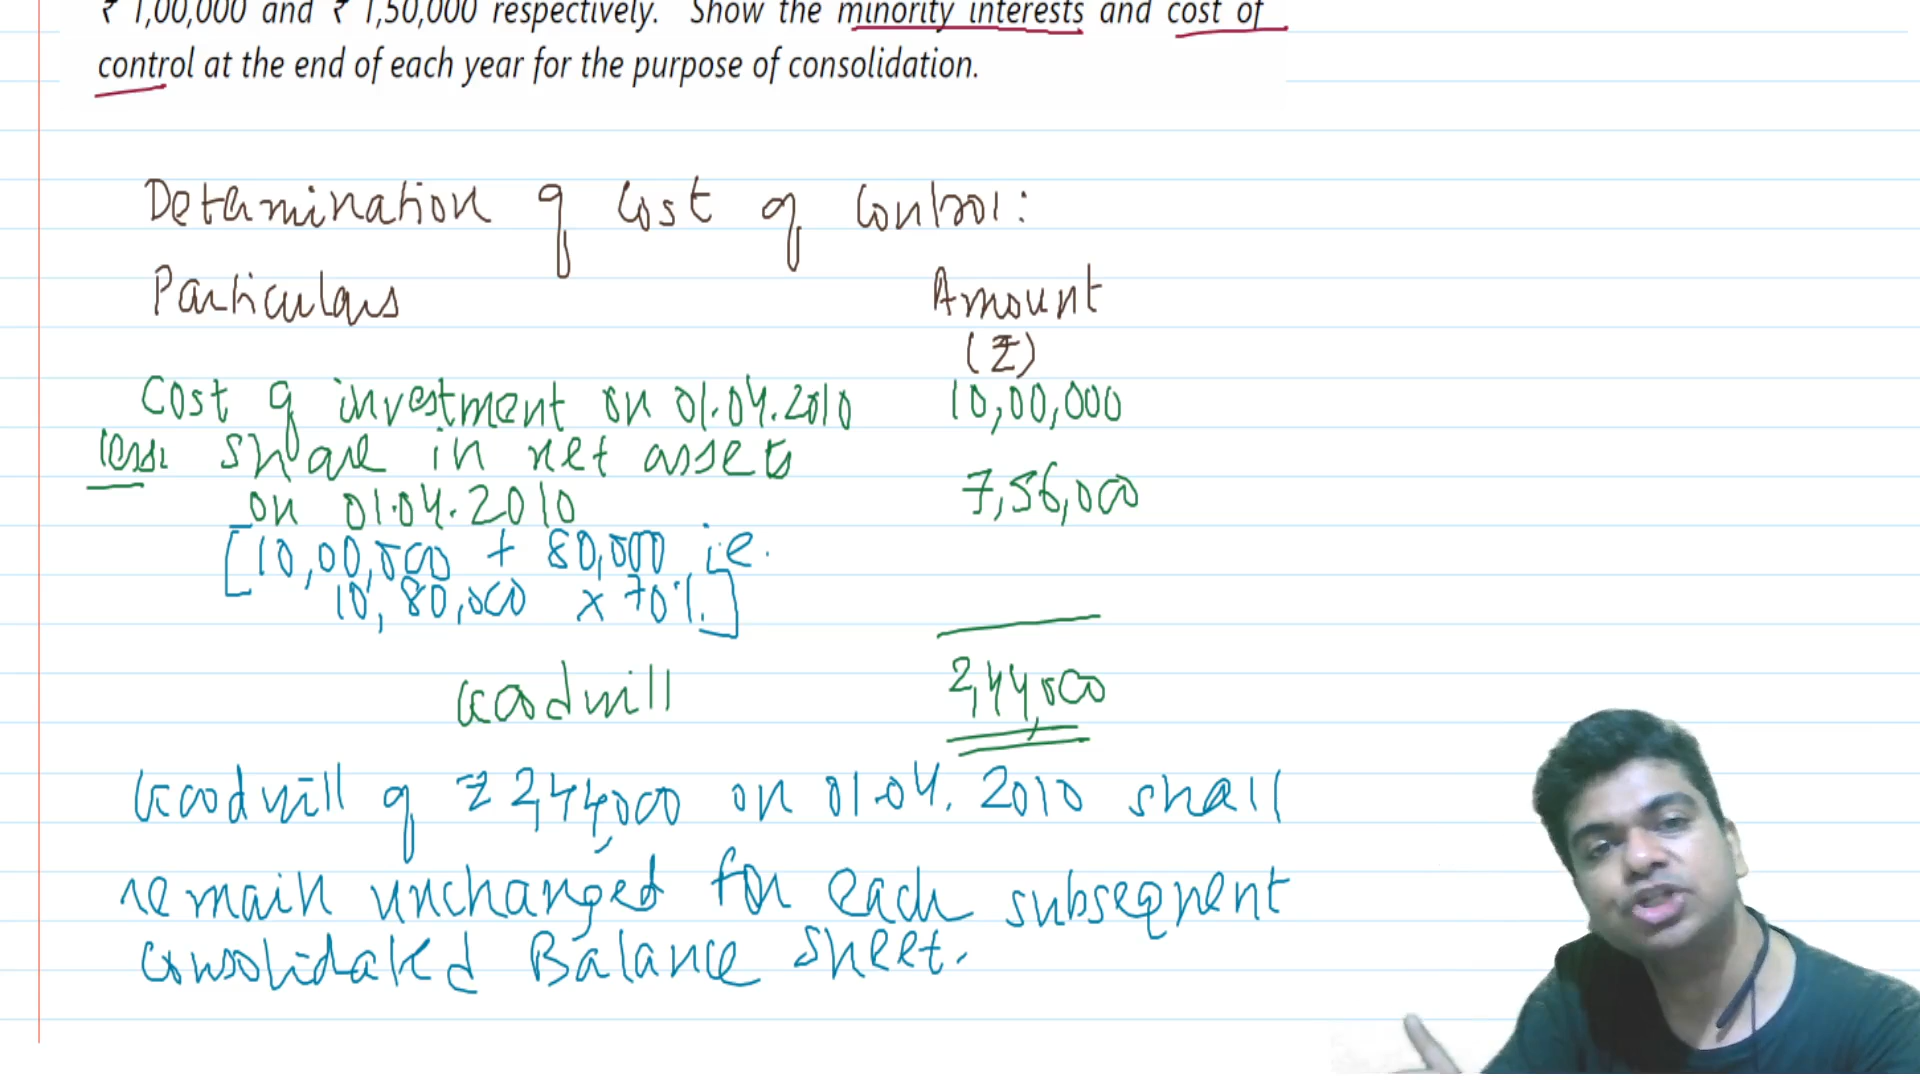 ₹ 1,00,000 and ₹ 1,50,000 respectively. Show the minority interests and cost of
control at the end of each year for the purpose of consolidation.
Determination of Cost of Control:
Particulars Amount
(₹)
Cost of investment on 01.04.2010 10,00,000
less: share in net assets
on 01.04.2010 7,56,000
[10,00,000 + 80,000 i.e.
10,80,000 x 70%]
Goodwill 2,44,000
Goodwill of ₹ 2,44,000 on 01.04.2010 shall
remain unchanged for each subsequent
consolidated Balance Sheet.